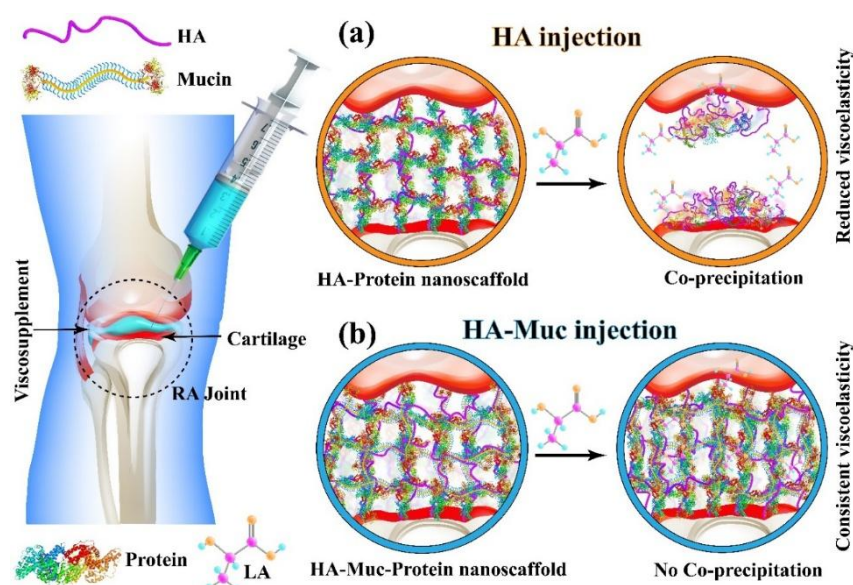 HA
Mucin
Viscosupplement
Cartilage
RA Joint
Protein
LA
(a)
HA injection
HA-Protein nanoscaffold
Co-precipitation
Reduced viscoelasticity
(b)
HA-Muc injection
HA-Muc-Protein nanoscaffold
No Co-precipitation
Consistent viscoelasticity